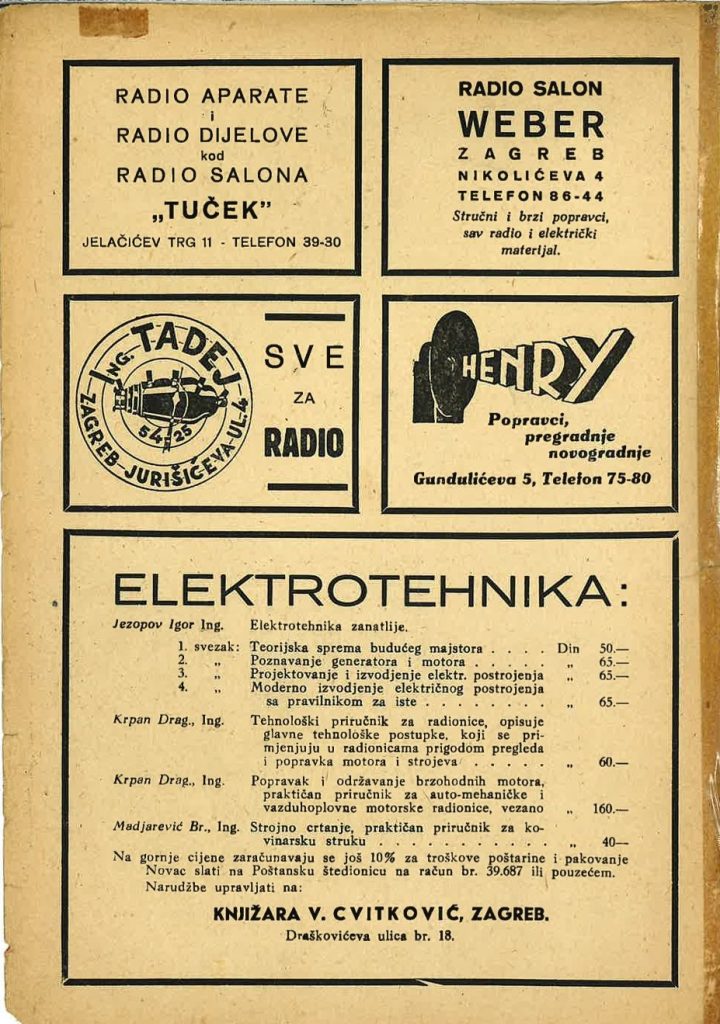 RADIO APARATE
i
RADIO DIJELOVE
kod
RADIO SALONA
„TUČEK”
JELAČIĆEV TRG 11 - TELEFON 39-30
RADIO SALON
WEBER
ZAGREB
NIKOLIĆEVA 4
TELEFON 86-44
Stručni i brzi popravci,
sav radio i električki
materijal.
ING. TADEJ
54-25
ZAGREB-JURIŠIĆEVA-UL.4
SVE
ZA
RADIO
HENRY
Popravci,
pregradnje
novogradnje
Gundulićeva 5, Telefon 75-80
ELEKTROTEHNIKA:
Jezopov Igor Ing. Elektrotehnika zanatlije.
1. svezak: Teorijska sprema budućeg majstora . . . . Din 50.—
2. „ Poznavanje generatora i motora . . . . . „ 65.—
3. „ Projektovanje i izvodjenje elektr. postrojenja „ 65.—
4. „ Moderno izvodjenje električnog postrojenja
sa pravilnikom za iste . . . . . . . . „ 65.—
Krpan Drag., Ing. Tehnološki priručnik za radionice, opisuje
glavne tehnološke postupke, koji se pri-
mjenjuju u radionicama prigodom pregleda
i popravka motora i strojeva . . . . . „ 60.—
Krpan Drag., Ing. Popravak i održavanje brzohodnih motora,
praktičan priručnik za auto-mehaničke i
vazduhoplovne motorske radionice, vezano „ 160.—
Madjarević Br., Ing. Strojno crtanje, praktičan priručnik za ko-
vinarsku struku . . . . . . . . . . . „ 40—
Na gornje cijene zaračunavaju se još 10% za troškove poštarine i pakovanje
Novac slati na Poštansku štedionicu na račun br. 39.687 ili pouzećem.
Narudžbe upravljati na:
KNJIŽARA V. CVITKOVIĆ, ZAGREB.
Draškovićeva ulica br. 18.